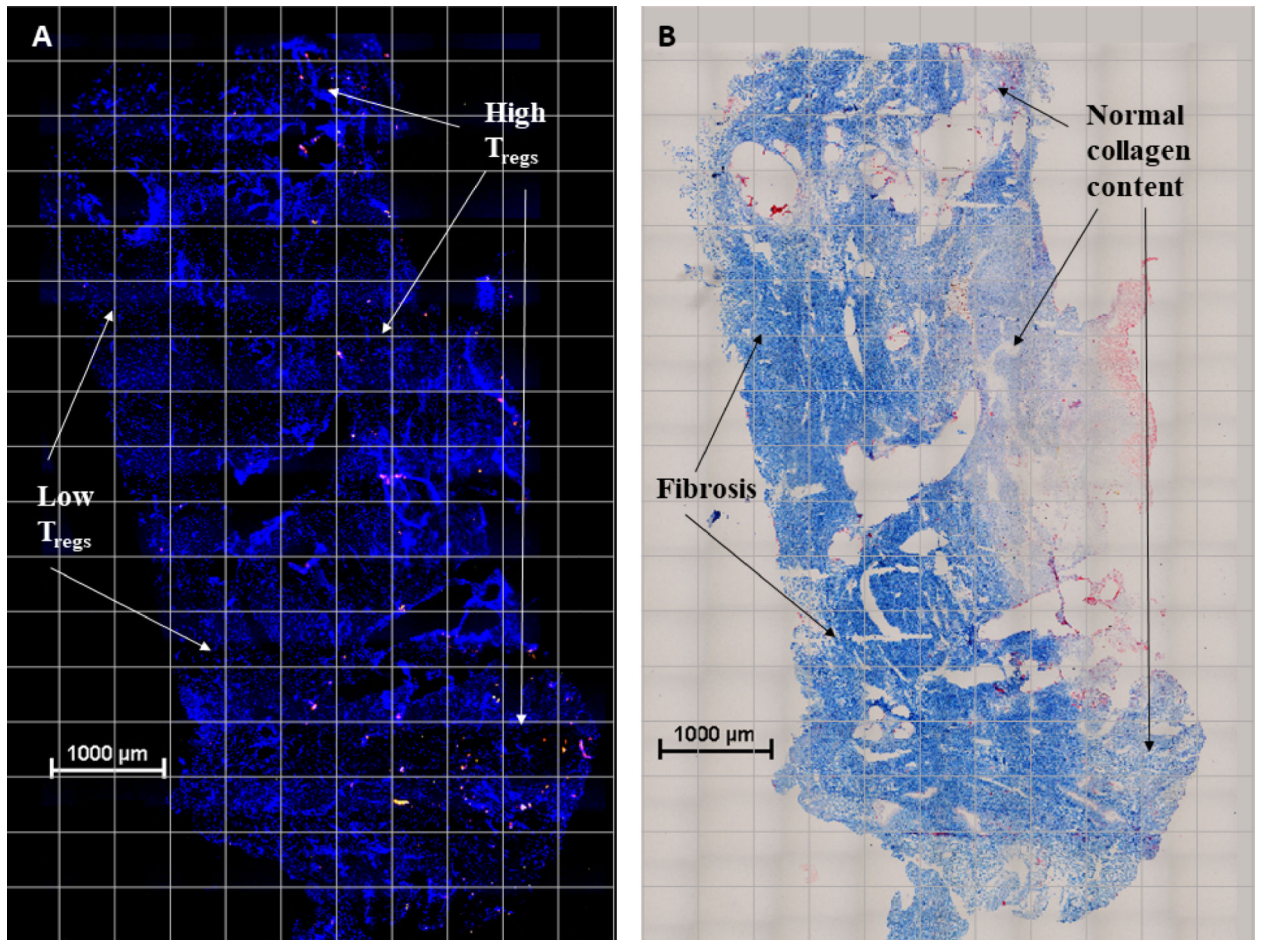 A
High
Tregs
Low
Tregs
1000 µm
B
Normal
collagen
content
Fibrosis
1000 µm